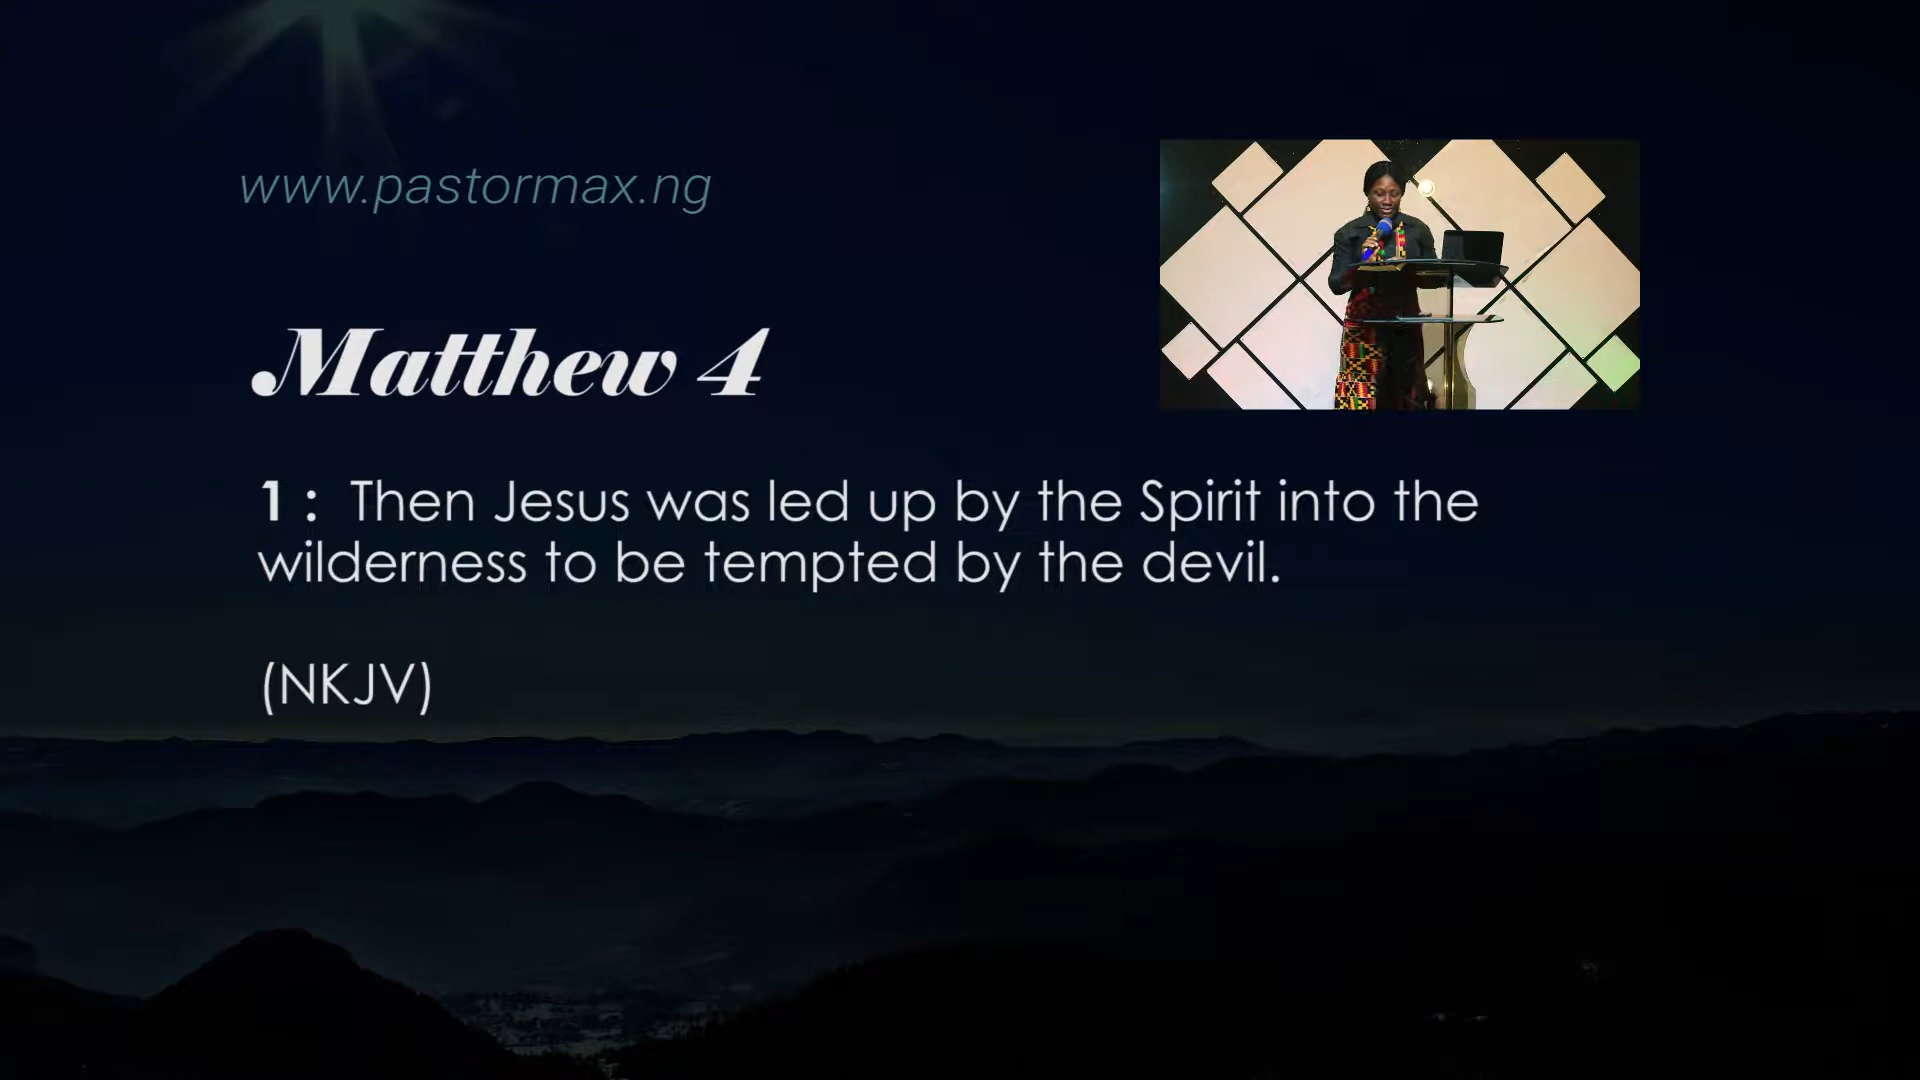 www.pastormax.ng
Matthew 4
1 : Then Jesus was led up by the Spirit into the
wilderness to be tempted by the devil.
(NKJV)